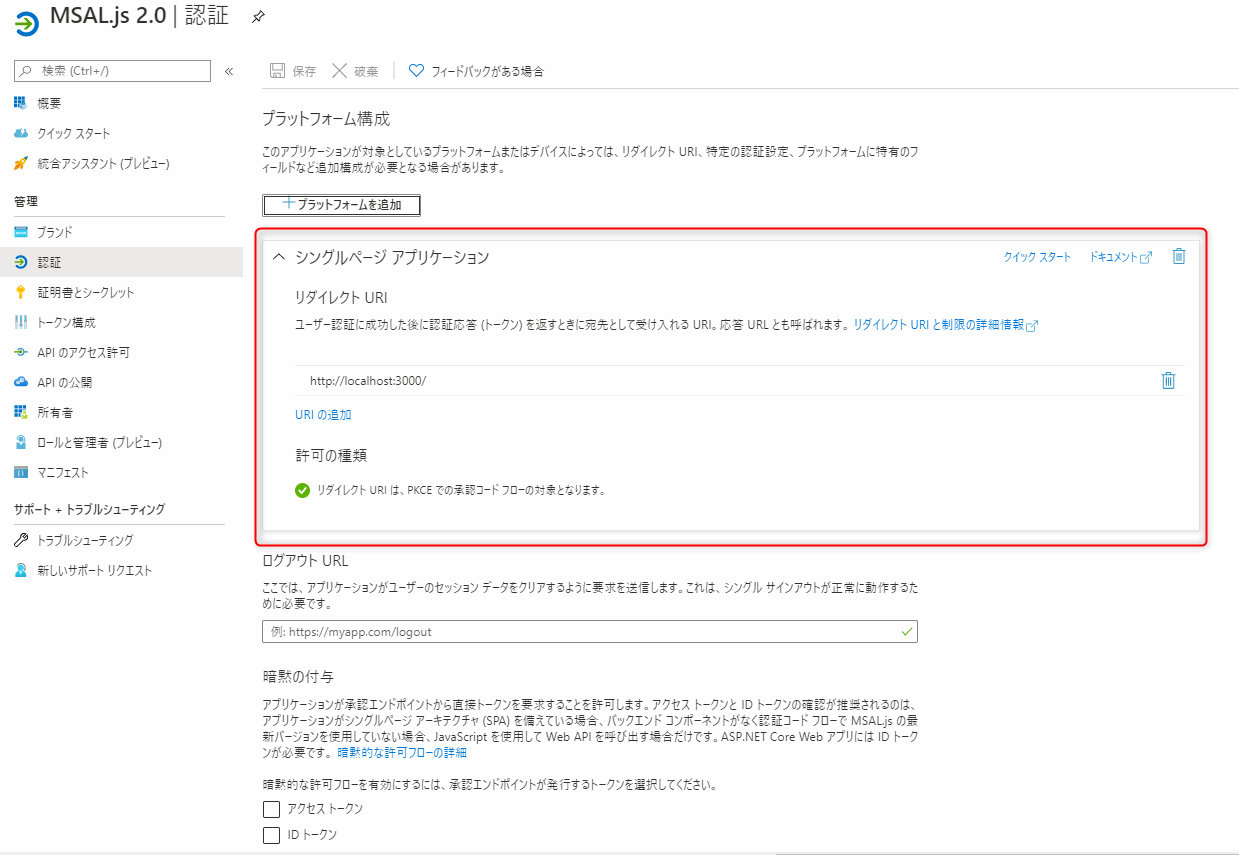 MSAL.js 2.0 | 認証
検索 (Ctrl+/)
«
概要
クイック スタート
統合アシスタント (プレビュー)
管理
ブランド
認証
証明書とシークレット
トークン構成
API のアクセス許可
API の公開
所有者
ロールと管理者 (プレビュー)
マニフェスト
サポート + トラブルシューティング
トラブルシューティング
新しいサポート リクエスト
保存
破棄
フィードバックがある場合
プラットフォーム構成
このアプリケーションが対象としているプラットフォームまたはデバイスによっては、リダイレクト URI、特定の認証設定、プラットフォームに特有のフ
ィールドなど追加構成が必要となる場合があります。
+プラットフォームを追加
シングルページ アプリケーション
クイック スタート
ドキュメント
リダイレクト URI
ユーザー認証に成功した後に認証応答 (トークン) を返すときに宛先として受け入れる URI。応答 URL とも呼ばれます。リダイレクト URI と制限の詳細情報
http://localhost:3000/
URI の追加
許可の種類
リダイレクト URI は、PKCE での承認コード フローの対象となります。
ログアウト URL
ここでは、アプリケーションがユーザーのセッション データをクリアするように要求を送信します。これは、シングル サインアウトが正常に動作するた
めに必要です。
例: https://myapp.com/logout
暗黙の付与
アプリケーションが承認エンドポイントから直接トークンを要求することを許可します。アクセス トークンと ID トークンの確認が推奨されるのは、
アプリケーションがシングルページ アーキテクチャ (SPA) を備えている場合、バックエンド コンポーネントがなく認証コード フローで MSAL.js の最
新バージョンを使用していない場合、JavaScript を使用して Web API を呼び出す場合だけです。ASP.NET Core Web アプリには ID トーク
ンが必要です。暗黙的な許可フローの詳細
暗黙的な許可フローを有効にするには、承認エンドポイントが発行するトークンを選択してください。
アクセス トークン
ID トークン